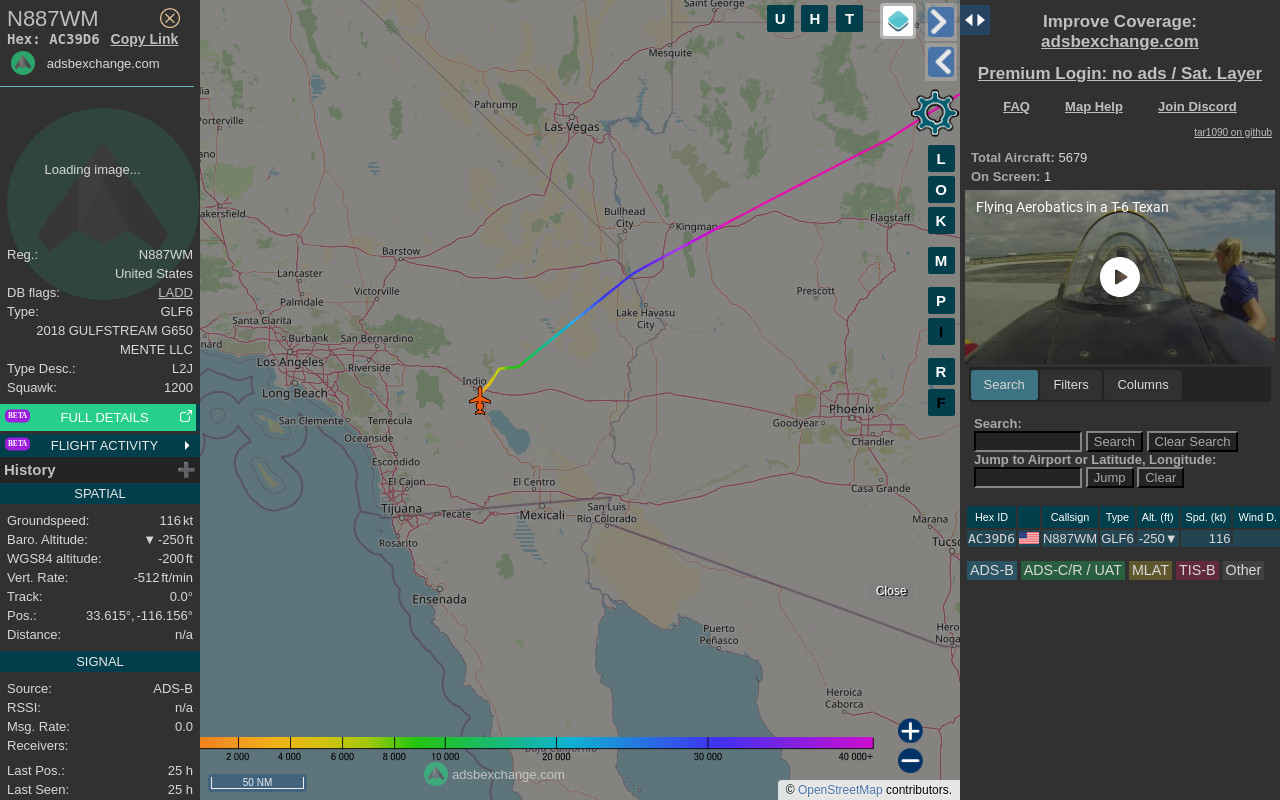 N887WM
Hex: AC39D6 Copy Link
adsbexchange.com
Loading image...
Reg.: N887WM
United States
DB flags: LADD
Type: GLF6
2018 GULFSTREAM G650
MENTE LLC
Type Desc.: L2J
Squawk: 1200
BETA FULL DETAILS
BETA FLIGHT ACTIVITY
History
SPATIAL
Groundspeed: 116 kt
Baro. Altitude: ▼ -250 ft
WGS84 altitude: -200 ft
Vert. Rate: -512 ft/min
Track: 0.0°
Pos.: 33.615°, -116.156°
Distance: n/a
SIGNAL
Source: ADS-B
RSSI: n/a
Msg. Rate: 0.0
Receivers:
Last Pos.: 25 h
Last Seen: 25 h
Saint George
U H T
Mesquite
Pahrump
Las Vegas
Porterville
akersfield
Bullhead City
Kingman
Flagstaff
Barstow
Lancaster
Palmdale
Victorville
Prescott
Santa Clarita
Lake Havasu City
nard
Burbank
San Bernardino
Los Angeles
Riverside
Indio
Long Beach
San Clemente
Temecula
Oceanside
Phoenix
Goodyear
Chandler
Escondido
El Cajon
El Centro
Casa Grande
Tijuana
Tecate
Mexicali
San Luis Río Colorado
Marana
Tucso
Rosarito
Ensenada
Close
Puerto Peñasco
Hero
Noga
Heroica Caborca
Baja California
L
O
K
M
P
I
R
F
2 000 4 000 6 000 8 000 10 000 20 000 30 000 40 000+
adsbexchange.com
50 NM
© OpenStreetMap contributors.
Improve Coverage:
adsbexchange.com
Premium Login: no ads / Sat. Layer
FAQ Map Help Join Discord
tar1090 on github
Total Aircraft: 5679
On Screen: 1
Flying Aerobatics in a T-6 Texan
Search Filters Columns
Search:
Search Clear Search
Jump to Airport or Latitude, Longitude:
Jump Clear
Hex ID Callsign Type Alt. (ft) Spd. (kt) Wind D.
AC39D6 N887WM GLF6 -250▼ 116
ADS-B ADS-C/R / UAT MLAT TIS-B Other